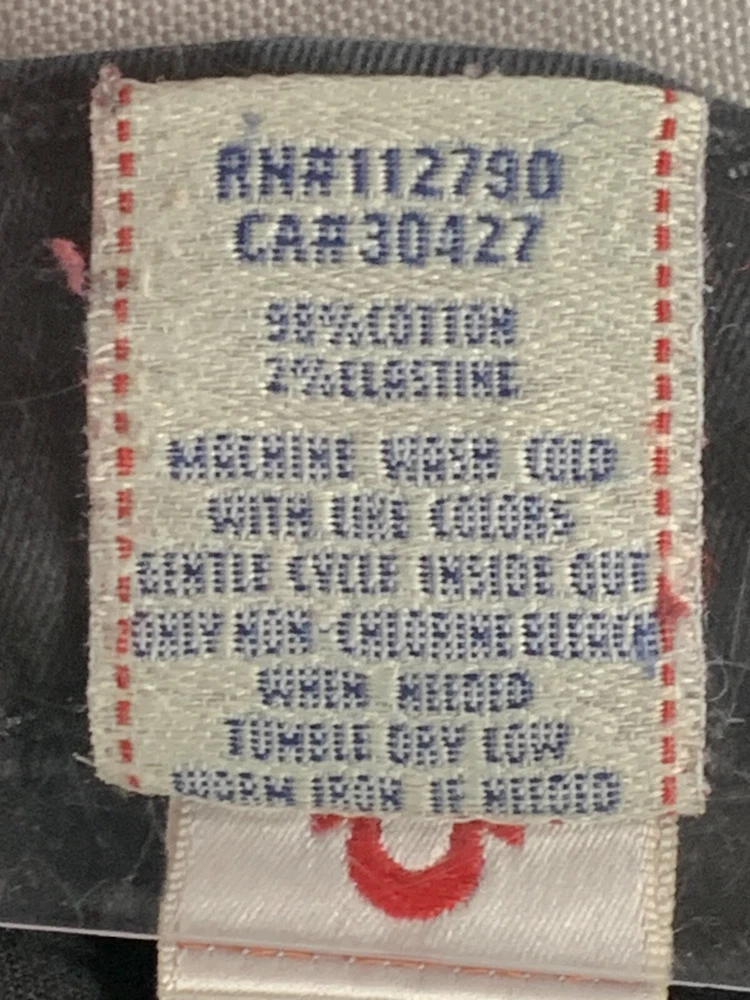 RN#112790
CA#30427
98%COTTON
2%ELASTINE
MACHINE WASH COLD
WITH LIKE COLORS
GENTLE CYCLE INSIDE OUT
ONLY NON-CHLORINE BLEACH
WHEN NEEDED
TUMBLE DRY LOW
WARM IRON IF NEEDED